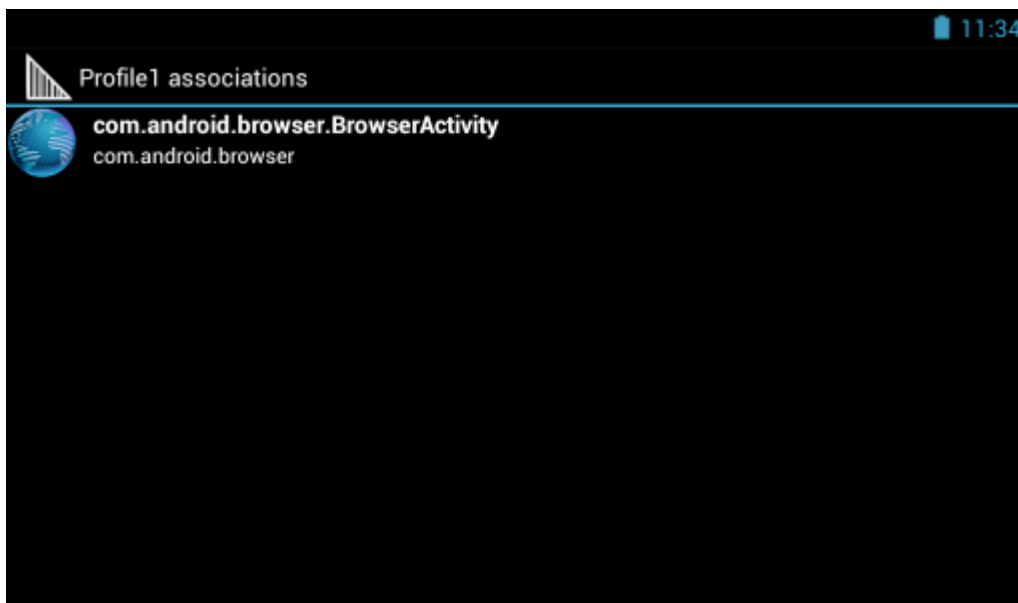 11:34
Profile1 associations
com.android.browser.BrowserActivity
com.android.browser